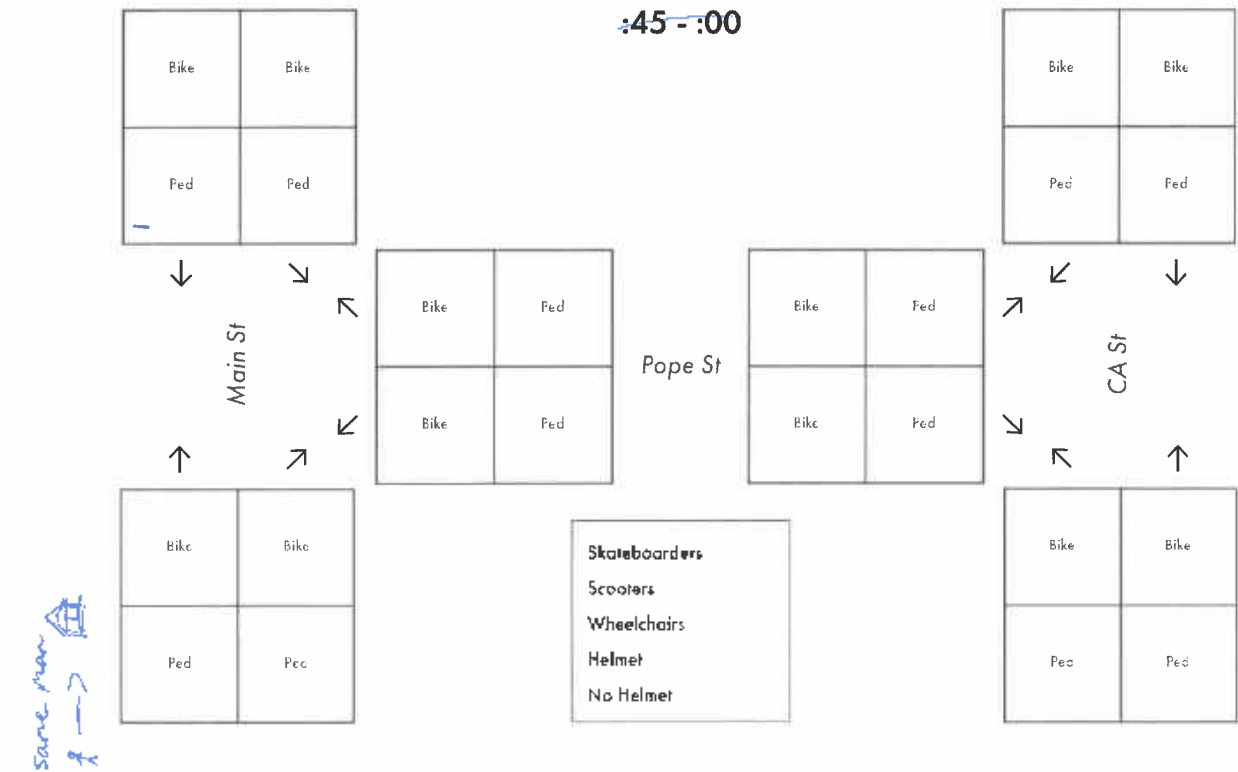 :45 - :00
Bike Bike
Ped Ped
Bike Bike
Ped Ped
Bike Ped
Bike Ped
Main St
Pope St
Bike Ped
Bike Ped
CA St
Bike Bike
Ped Ped
Skateboarders
Scooters
Wheelchairs
Helmet
No Helmet
Bike Bike
Ped Ped
same man